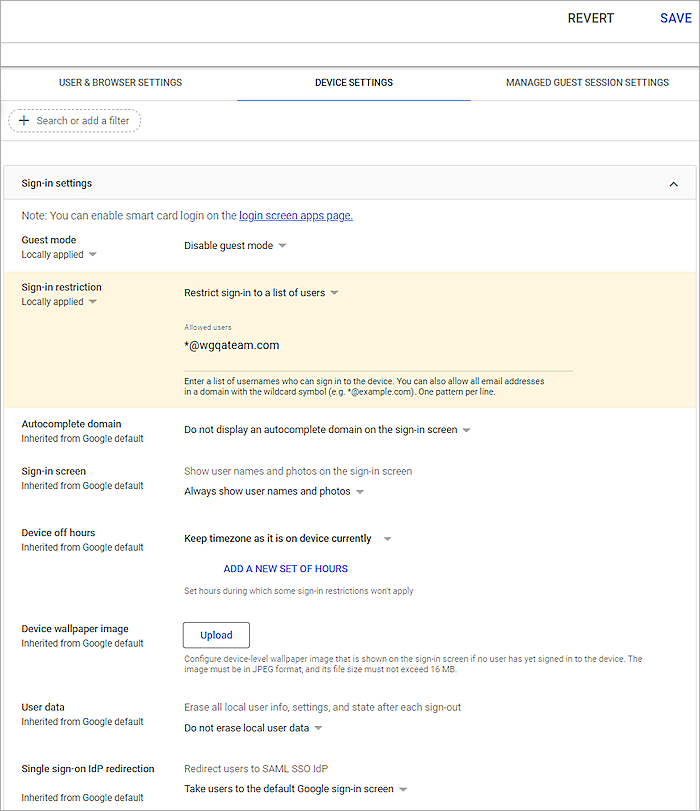 REVERT SAVE
USER & BROWSER SETTINGS DEVICE SETTINGS MANAGED GUEST SESSION SETTINGS
+ Search or add a filter
Sign-in settings
Note: You can enable smart card login on the login screen apps page.
Guest mode
Locally applied
Disable guest mode
Sign-in restriction
Locally applied
Restrict sign-in to a list of users
Allowed users
*@wgqateam.com
Enter a list of usernames who can sign in to the device. You can also allow all email addresses
in a domain with the wildcard symbol (e.g. *@example.com). One pattern per line.
Autocomplete domain
Inherited from Google default
Do not display an autocomplete domain on the sign-in screen
Sign-in screen
Inherited from Google default
Show user names and photos on the sign-in screen
Always show user names and photos
Device off hours
Inherited from Google default
Keep timezone as it is on device currently
ADD A NEW SET OF HOURS
Set hours during which some sign-in restrictions won't apply
Device wallpaper image
Inherited from Google default
Upload
Configure device-level wallpaper image that is shown on the sign-in screen if no user has yet signed in to the device. The
image must be in JPEG format, and its file size must not exceed 16 MB.
User data
Inherited from Google default
Erase all local user info, settings, and state after each sign-out
Do not erase local user data
Single sign-on IdP redirection
Inherited from Google default
Redirect users to SAML SSO IdP
Take users to the default Google sign-in screen